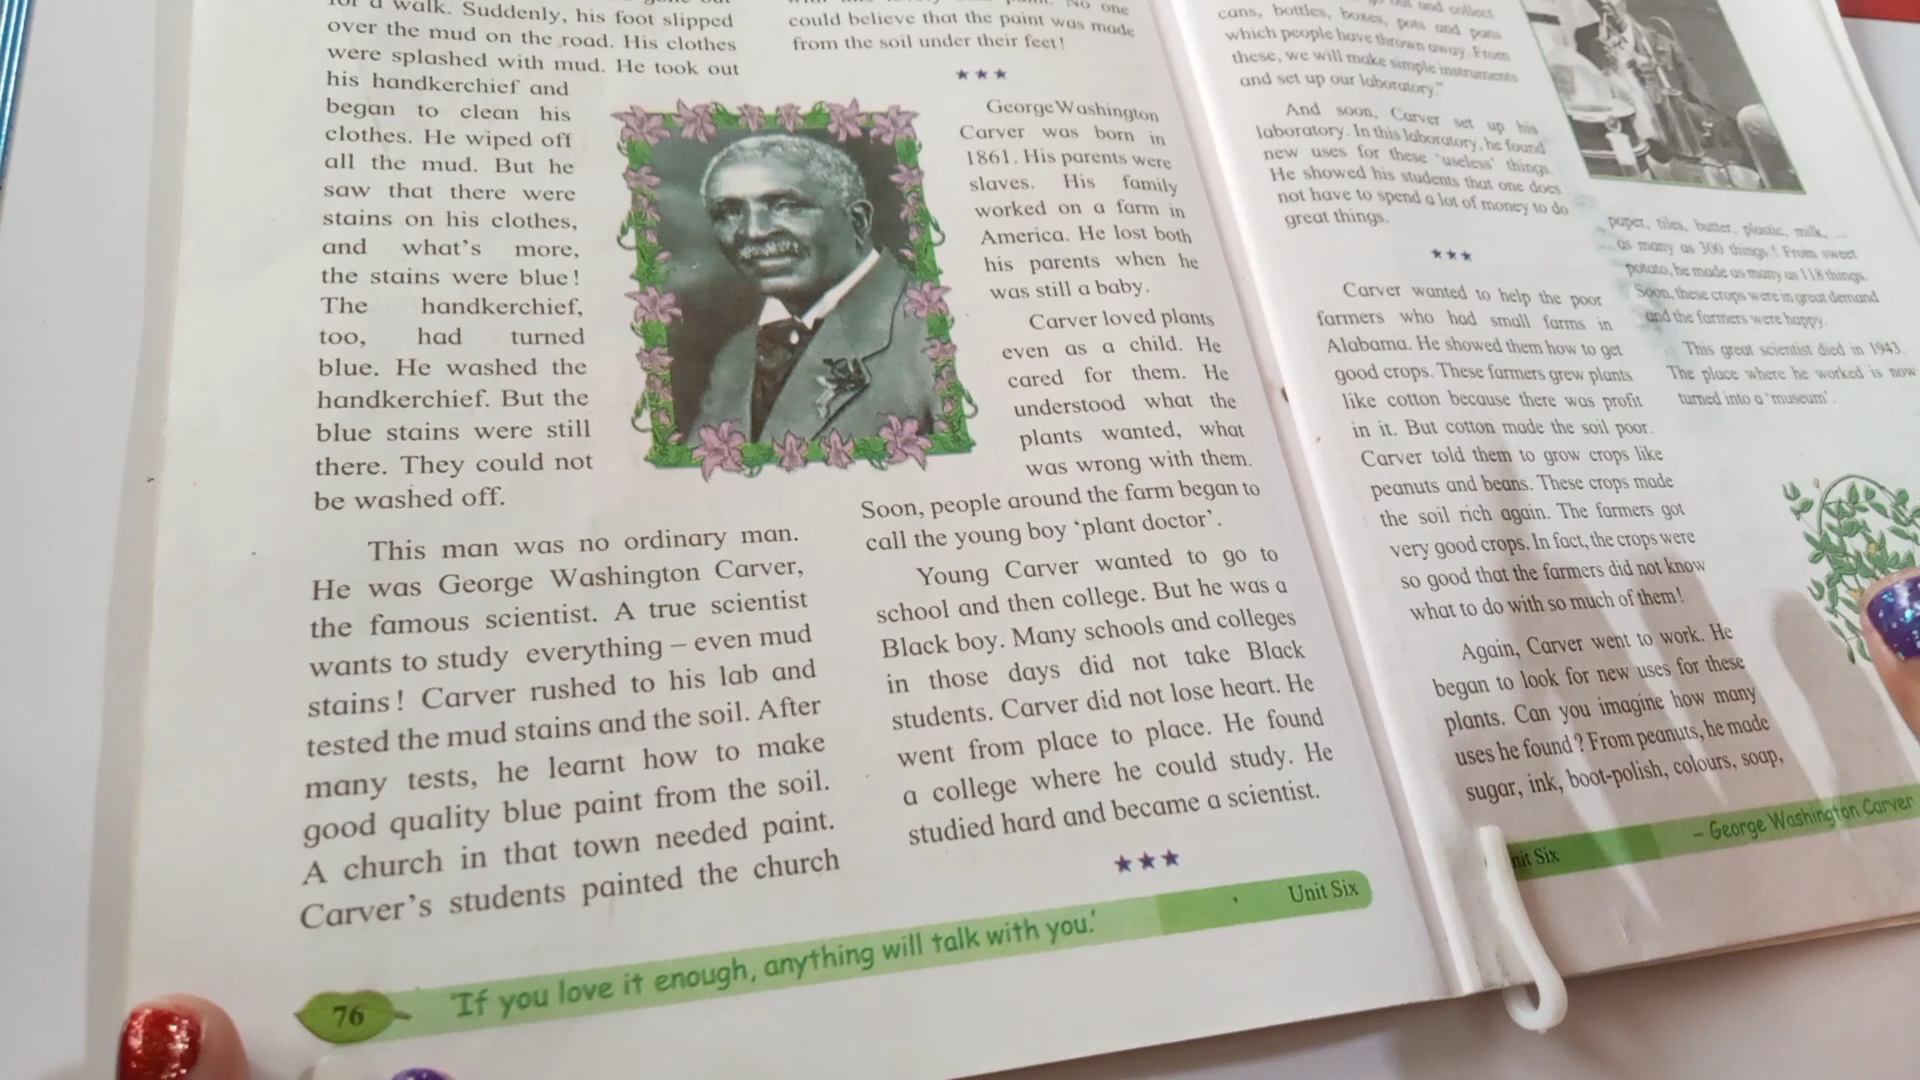 for a walk. Suddenly, his foot slipped
over the mud on the road. His clothes
were splashed with mud. He took out
his handkerchief and
began to clean his
clothes. He wiped off
all the mud. But he
saw that there were
stains on his clothes,
and what's more,
the stains were blue!
The handkerchief,
too, had turned
blue. He washed the
handkerchief. But the
blue stains were still
there. They could not
be washed off.
This man was no ordinary man.
He was George Washington Carver,
the famous scientist. A true scientist
wants to study everything – even mud
stains! Carver rushed to his lab and
tested the mud stains and the soil. After
many tests, he learnt how to make
good quality blue paint from the soil.
A church in that town needed paint.
Carver's students painted the church
paint. No one
could believe that the paint was made
from the soil under their feet!
★★★
George Washington
Carver was born in
1861. His parents were
slaves. His family
worked on a farm in
America. He lost both
his parents when he
was still a baby.
Carver loved plants
even as a child. He
cared for them. He
understood what the
plants wanted, what
was wrong with them.
Soon, people around the farm began to
call the young boy 'plant doctor'.
Young Carver wanted to go to
school and then college. But he was a
Black boy. Many schools and colleges
in those days did not take Black
students. Carver did not lose heart. He
went from place to place. He found
a college where he could study. He
studied hard and became a scientist.
★★★
Unit Six
76
'If you love it enough, anything will talk with you.'
out and collect
cans, bottles, boxes, pots and pans
which people have thrown away. From
these, we will make simple instruments
and set up our laboratory."
And soon, Carver set up his
laboratory. In this laboratory, he found
new uses for these 'useless' things.
He showed his students that one does
not have to spend a lot of money to do
great things.
★★★
Carver wanted to help the poor
farmers who had small farms in
Alabama. He showed them how to get
good crops. These farmers grew plants
like cotton because there was profit
in it. But cotton made the soil poor.
Carver told them to grow crops like
peanuts and beans. These crops made
the soil rich again. The farmers got
very good crops. In fact, the crops were
so good that the farmers did not know
what to do with so much of them!
Again, Carver went to work. He
began to look for new uses for these
plants. Can you imagine how many
uses he found? From peanuts, he made
sugar, ink, boot-polish, colours, soap,
paper, tiles, butter, plastic, milk, ...
as many as 300 things! From sweet
potato, he made as many as 118 things.
Soon, these crops were in great demand
and the farmers were happy.
This great scientist died in 1943.
The place where he worked is now
turned into a 'museum'.
nit Six
– George Washington Carver